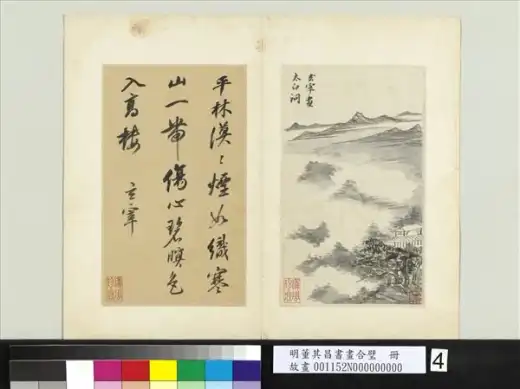 玄宰畫
太白詞
平林漠〻煙如織寒
山一帶傷心碧暝色
入高樓 玄宰
明董其昌書畫合璧 冊
故畫 001152N000000000
4